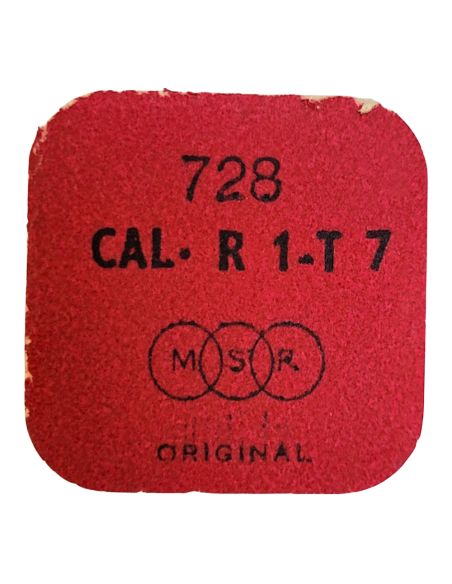 728
CAL. R 1-T 7
MSR
ORIGINAL